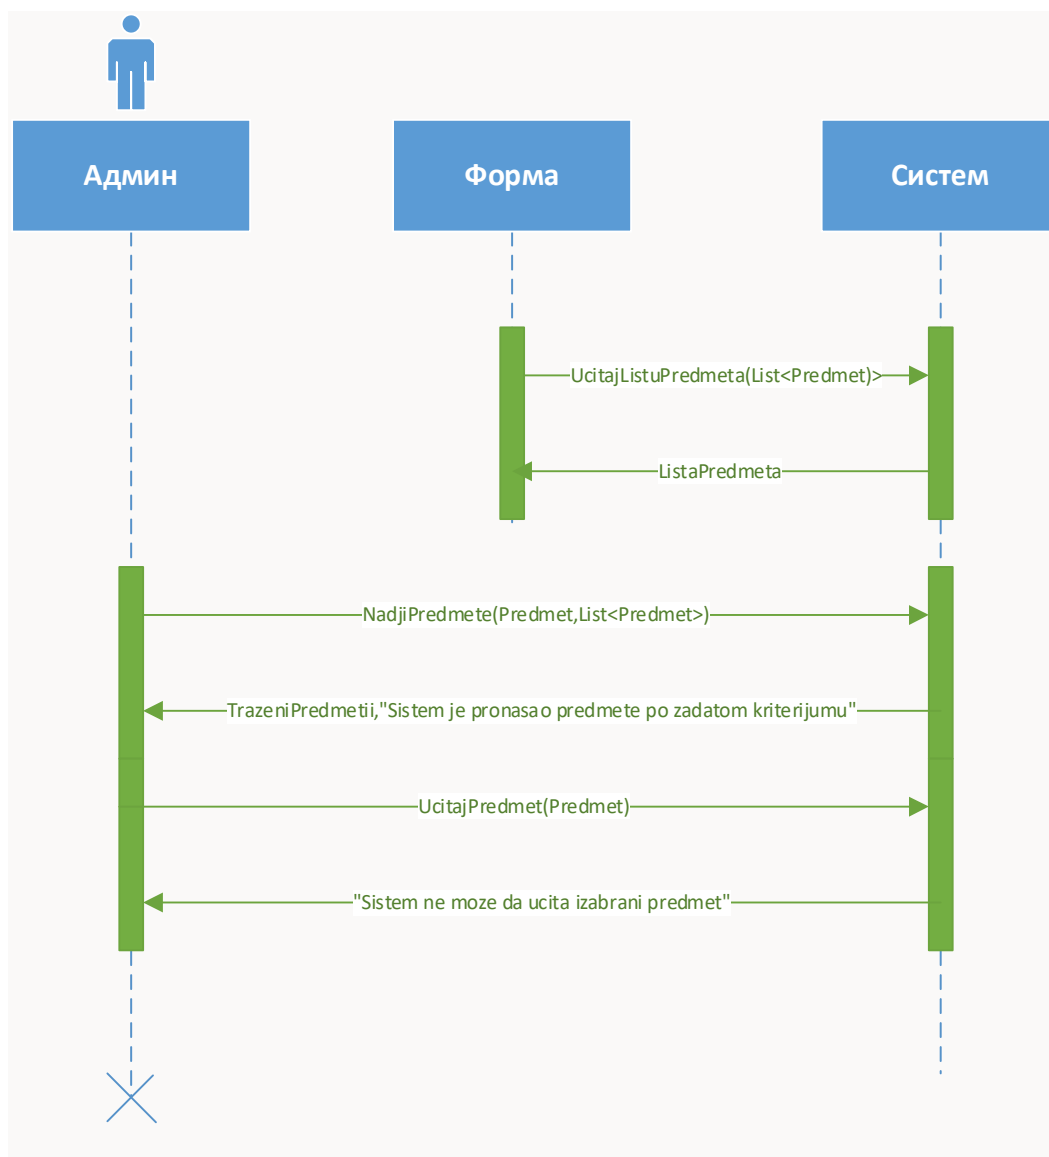 Админ
Форма
Систем
UcitajListuPredmeta(List<Predmet)>
ListaPredmeta
NadjiPredmete(Predmet,List<Predmet>)
TrazeniPredmetii,"Sistem je pronasao predmete po zadatom kriterijumu"
UcitajPredmet(Predmet)
"Sistem ne moze da ucita izabrani predmet"